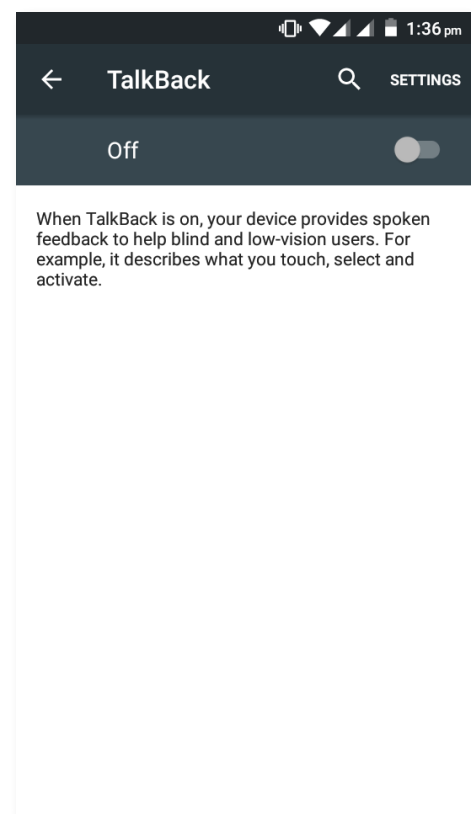 1:36 pm
TalkBack
SETTINGS
Off
When TalkBack is on, your device provides spoken
feedback to help blind and low-vision users. For
example, it describes what you touch, select and
activate.